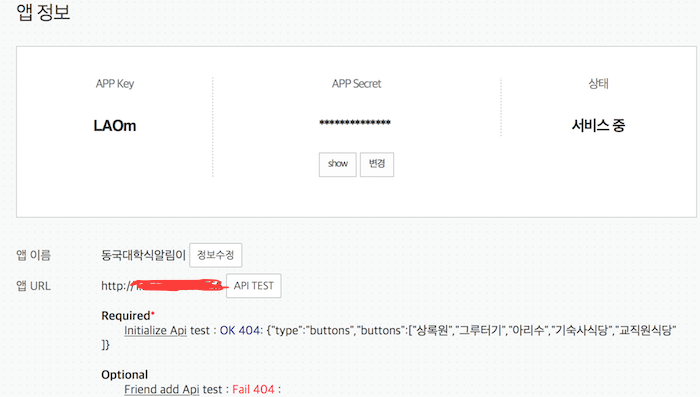 앱 정보
APP Key
APP Secret
상태
LAOm
**************
서비스 중
show
변경
앱 이름
동국대학식알림이
정보수정
앱 URL
http://
API TEST
Required*
Initialize Api test : OK 404: {"type":"buttons","buttons":["상록원","그루터기","아리수","기숙사식당","교직원식당"
]}
Optional
Friend add Api test : Fail 404 :